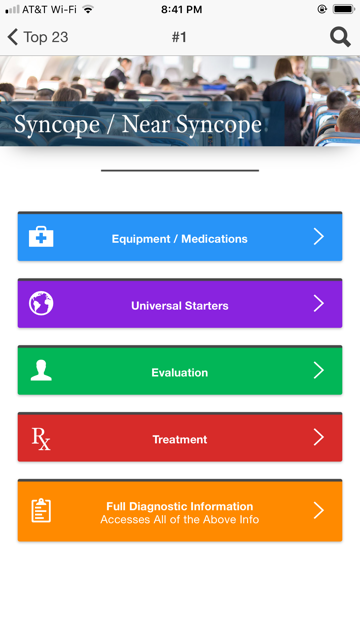 AT&T Wi-Fi 8:41 PM
Top 23 #1
Syncope / Near Syncope
Equipment / Medications
Universal Starters
Evaluation
Rx Treatment
Full Diagnostic Information
Accesses All of the Above Info